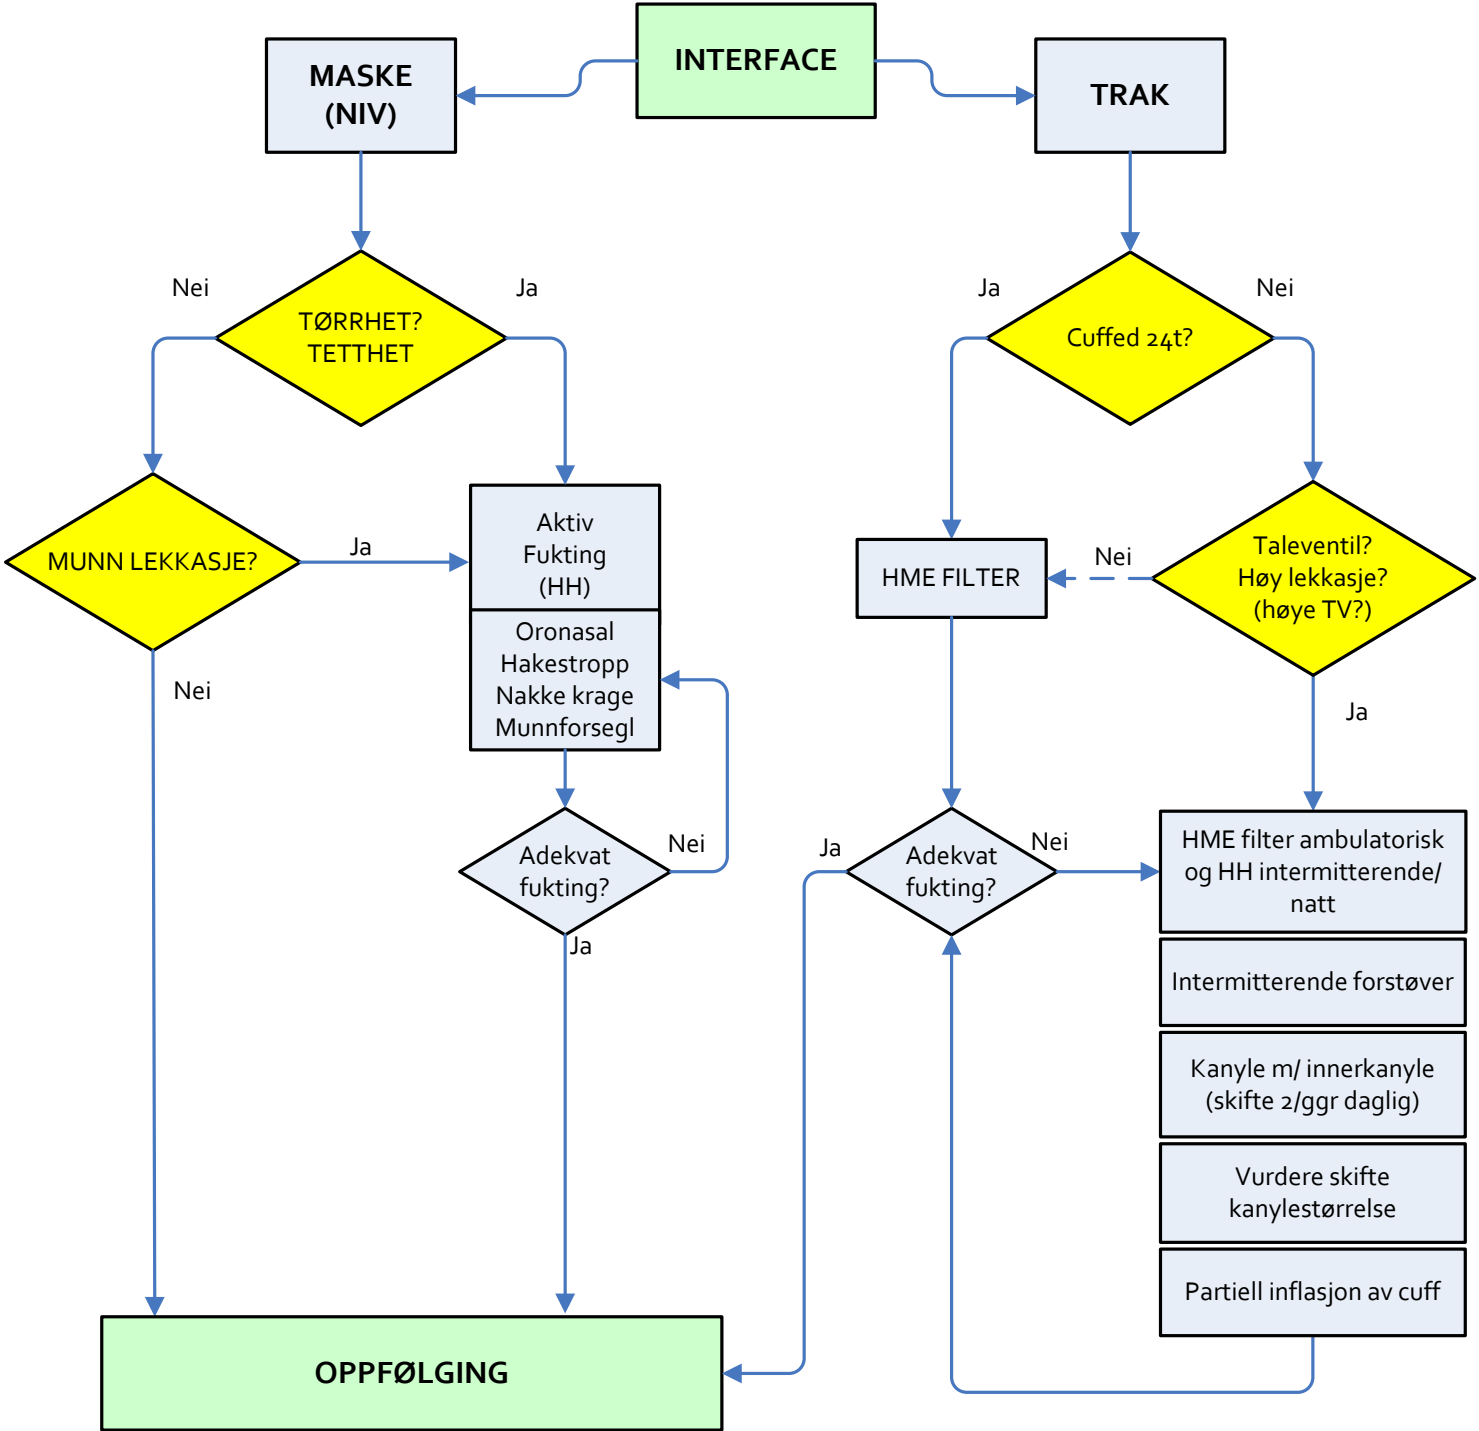 INTERFACE
MASKE
(NIV)
TRAK
Nei
Ja
TØRRHET?
TETTHET
Ja
Nei
Cuffed 24t?
MUNN LEKKASJE?
Ja
Nei
Aktiv
Fukting
(HH)
Oronasal
Hakestropp
Nakke krage
Munnforsegl
Adekvat
fukting?
Nei
Ja
HME FILTER
Nei
Taleventil?
Høy lekkasje?
(høye TV?)
Ja
Ja
Adekvat
fukting?
Nei
HME filter ambulatorisk
og HH intermitterende/
natt
Intermitterende forstøver
Kanyle m/ innerkanyle
(skifte 2/ggr daglig)
Vurdere skifte
kanylestørrelse
Partiell inflasjon av cuff
OPPFØLGING